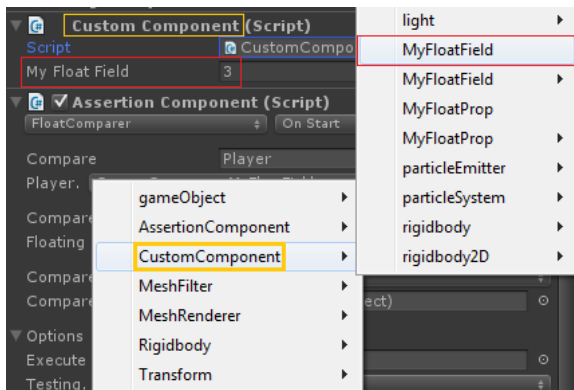 Custom Component (Script)
Script
CustomCompo
My Float Field
3
Assertion Component (Script)
FloatComparer
On Start
Compare
Player
Player.
Compare
Floating
Compare
Compare
ect)
Options
Execute
Testing.
gameObject
AssertionComponent
CustomComponent
MeshFilter
MeshRenderer
Rigidbody
Transform
light
MyFloatField
MyFloatField
MyFloatProp
MyFloatProp
particleEmitter
particleSystem
rigidbody
rigidbody2D